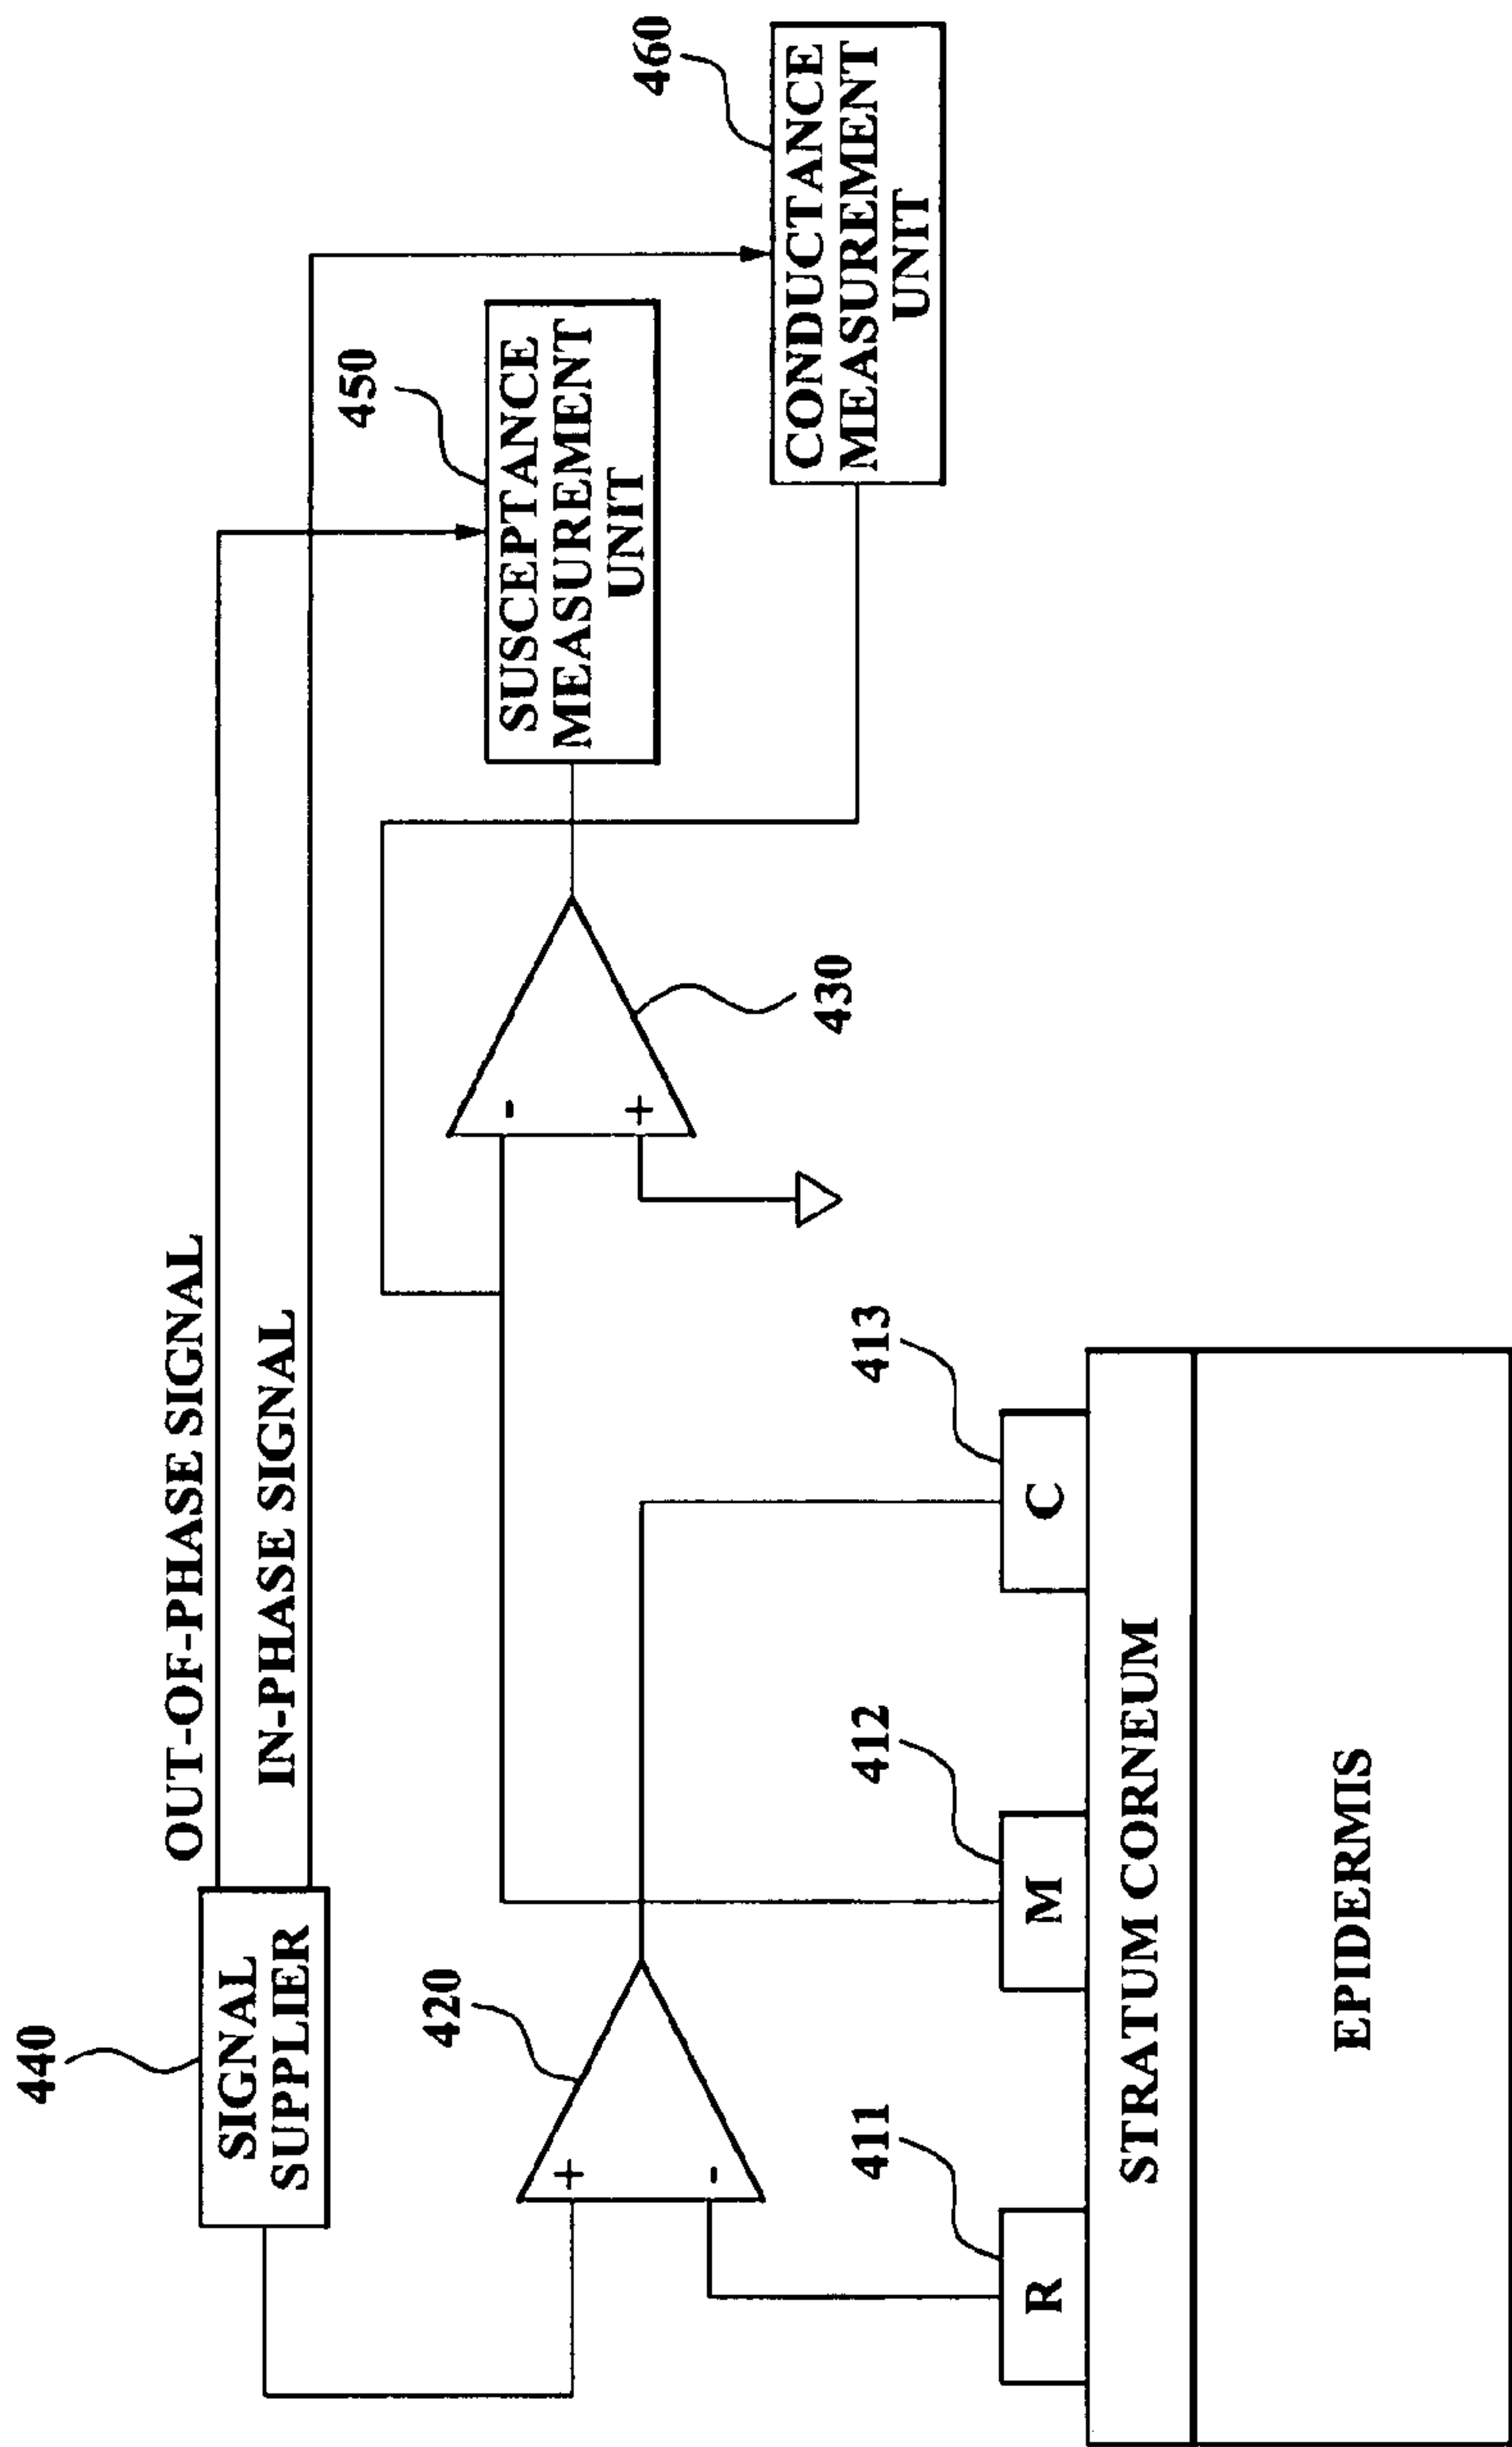 440
SIGNAL
SUPPLIER
OUT-OF-PHASE SIGNAL
IN-PHASE SIGNAL
450
SUSCEPTANCE
MEASUREMENT
UNIT
460
CONDUCTANCE
MEASUREMENT
UNIT
420
+
-
430
-
+
411
R
412
M
413
C
STRATUM CORNEUM
EPIDERMIS